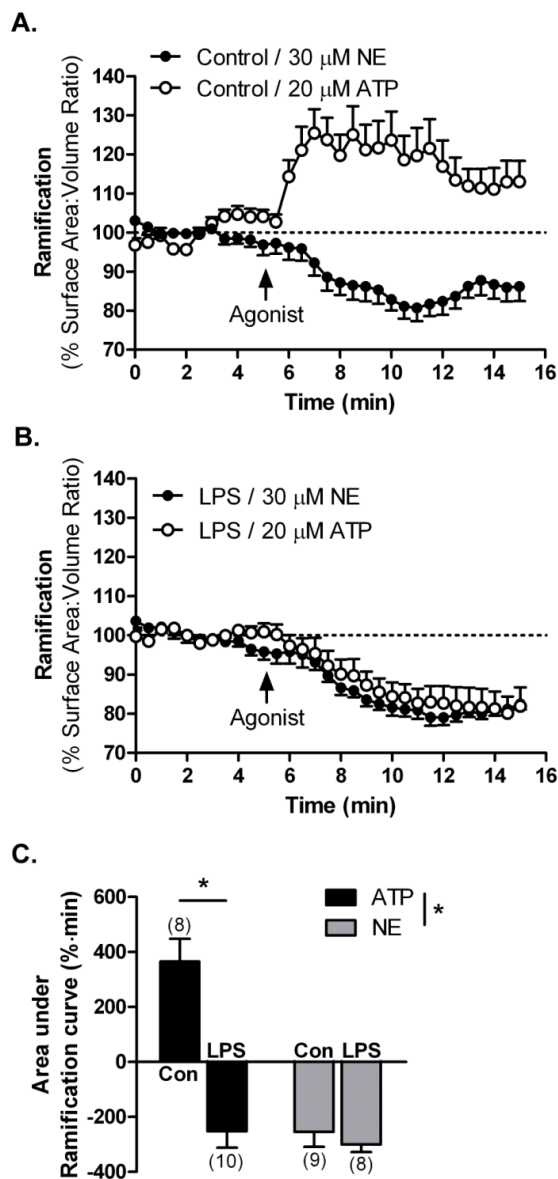 A.
Control / 30 μM NE
Control / 20 μM ATP
Ramification
(% Surface Area:Volume Ratio)
140
130
120
110
100
90
80
70
Agonist
0 2 4 6 8 10 12 14 16
Time (min)
B.
LPS / 30 μM NE
LPS / 20 μM ATP
Ramification
(% Surface Area:Volume Ratio)
140
130
120
110
100
90
80
70
Agonist
0 2 4 6 8 10 12 14 16
Time (min)
C.
Area under
Ramification curve (%·min)
600
400
200
0
-200
-400
*
(8)
ATP
NE
*
Con
LPS
Con
LPS
(10)
(9)
(8)